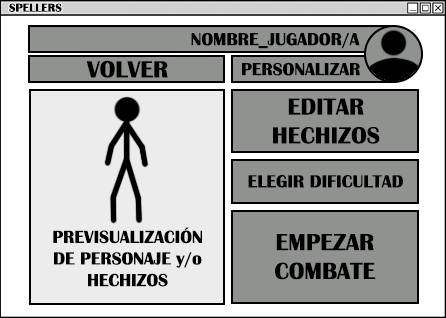 SPELLERS
NOMBRE_JUGADOR/A
VOLVER
PERSONALIZAR
EDITAR
HECHIZOS
ELEGIR DIFICULTAD
PREVISUALIZACIÓN
DE PERSONAJE y/o
HECHIZOS
EMPEZAR
COMBATE